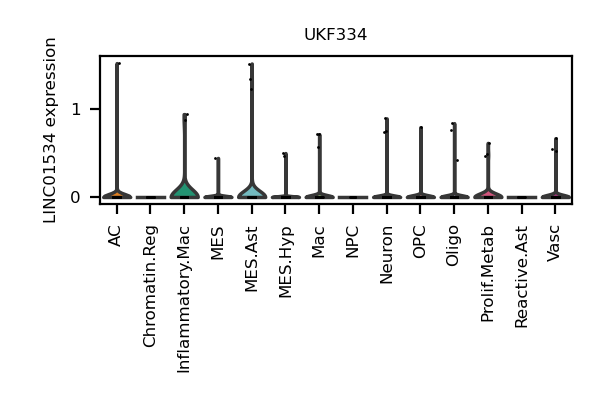 UKF334
LINC01534 expression
1
0
AC
Chromatin.Reg
Inflammatory.Mac
MES
MES.Ast
MES.Hyp
Mac
NPC
Neuron
OPC
Oligo
Prolif.Metab
Reactive.Ast
Vasc